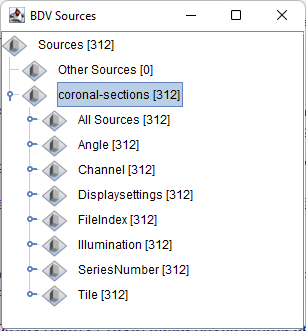 BDV Sources
Sources [312]
Other Sources [0]
coronal-sections [312]
All Sources [312]
Angle [312]
Channel [312]
Displaysettings [312]
FileIndex [312]
Illumination [312]
SeriesNumber [312]
Tile [312]